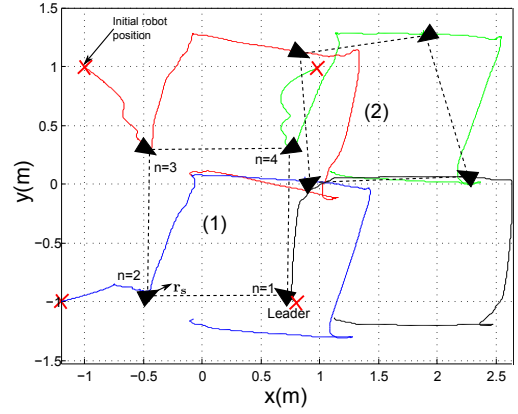 Initial robot
position
1.5
1
0.5
0
−0.5
−1
−1.5
y(m)
(2)
n=3
n=4
(1)
n=2
r_s
n=1
Leader
−1
−0.5
0
0.5
1
1.5
2
2.5
x(m)